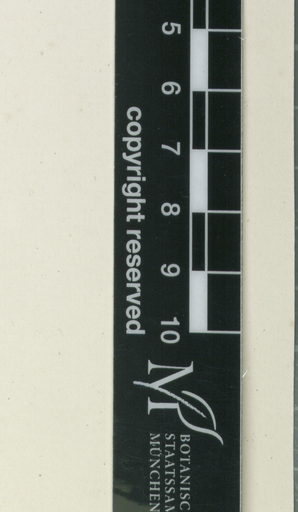 5 6 7 8 9 10
copyright reserved
M
BOTANISC
STAATSSAM
MÜNCHEN